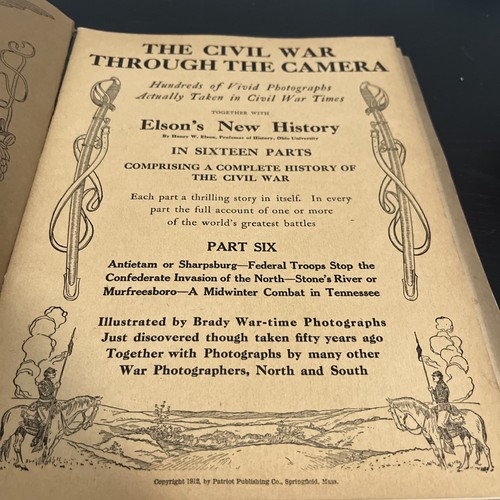 THE CIVIL WAR
THROUGH THE CAMERA
Hundreds of Vivid Photographs
Actually Taken in Civil War Times
TOGETHER WITH
Elson's New History
By Henry W. Elson, Professor of History, Ohio University
IN SIXTEEN PARTS
COMPRISING A COMPLETE HISTORY OF
THE CIVIL WAR
Each part a thrilling story in itself. In every
part the full account of one or more
of the world's greatest battles
PART SIX
Antietam or Sharpsburg—Federal Troops Stop the
Confederate Invasion of the North—Stone's River or
Murfreesboro—A Midwinter Combat in Tennessee
Illustrated by Brady War-time Photographs
Just discovered though taken fifty years ago
Together with Photographs by many other
War Photographers, North and South
Copyright 1912, by Patriot Publishing Co., Springfield, Mass.